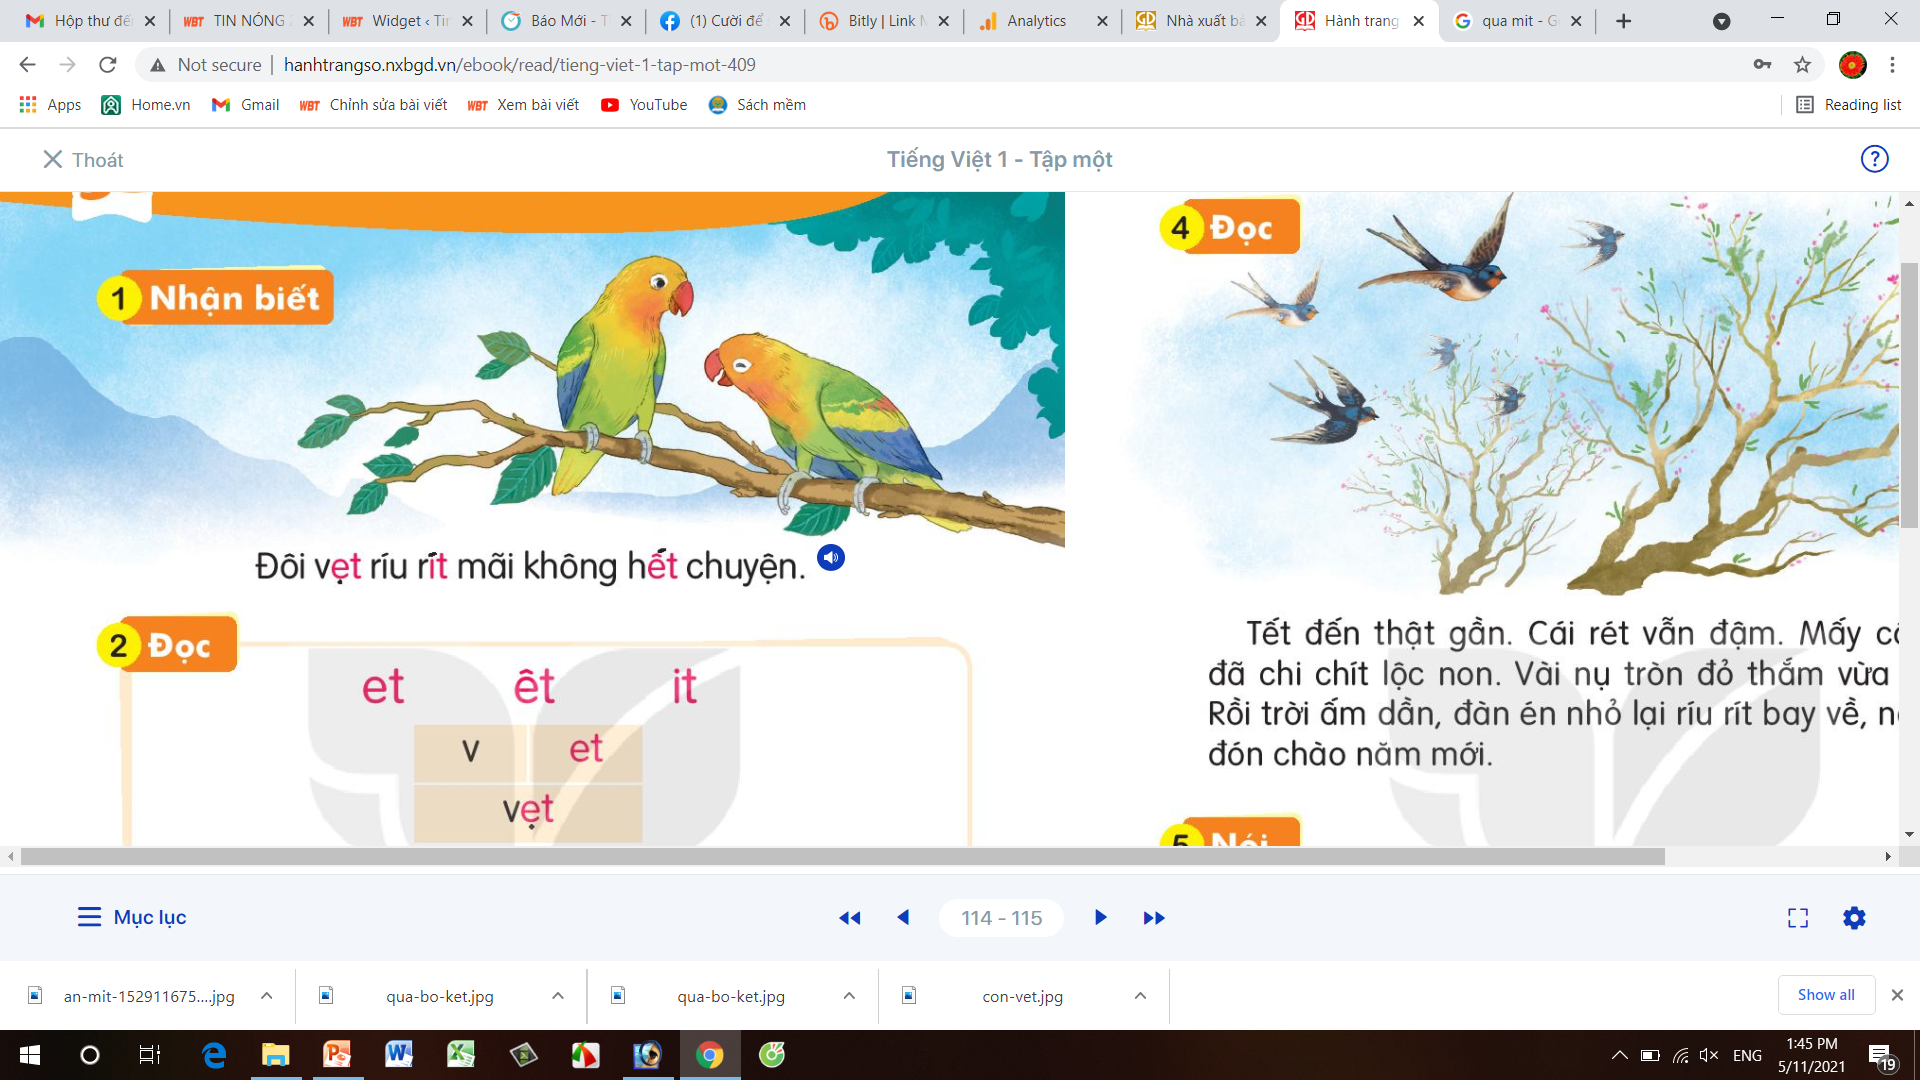 Hộp thư đế
TIN NÓNG 
Widget ‹ Tin
Báo Mới - T
(1) Cười để
Bitly | Link M
Analytics
Nhà xuất bả
Hành trang
qua mit - G
Not secure | hanhtrangso.nxbgd.vn/ebook/read/tieng-viet-1-tap-mot-409
Apps
Home.vn
Gmail
WBT Chỉnh sửa bài viết
WBT Xem bài viết
YouTube
Sách mềm
Reading list
Thoát
Tiếng Việt 1 - Tập một
1 Nhận biết
Đôi vẹt ríu rít mãi không hết chuyện.
2 Đọc
et êt it
v et
vẹt
4 Đọc
Tết đến thật gần. Cái rét vẫn đậm. Mấy
đã chi chít lộc non. Vài nụ tròn đỏ thắm vừa
Rồi trời ấm dần, đàn én nhỏ lại ríu rít bay về,
đón chào năm mới.
5 Nói
Mục lục
114 - 115
an-mit-152911675....jpg
qua-bo-ket.jpg
qua-bo-ket.jpg
con-vet.jpg
Show all
ENG
1:45 PM
5/11/2021
19